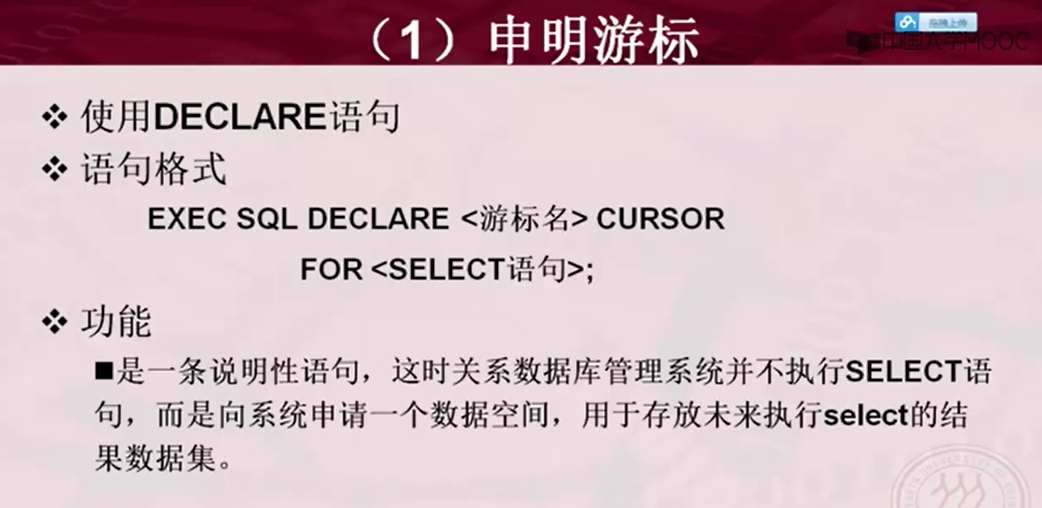 （1）申明游标
拖拽上传
中国大学MOOC
❖ 使用DECLARE语句
❖ 语句格式
EXEC SQL DECLARE <游标名> CURSOR
FOR <SELECT语句>;
❖ 功能
■是一条说明性语句，这时关系数据库管理系统并不执行SELECT语
句，而是向系统申请一个数据空间，用于存放未来执行select的结
果数据集。